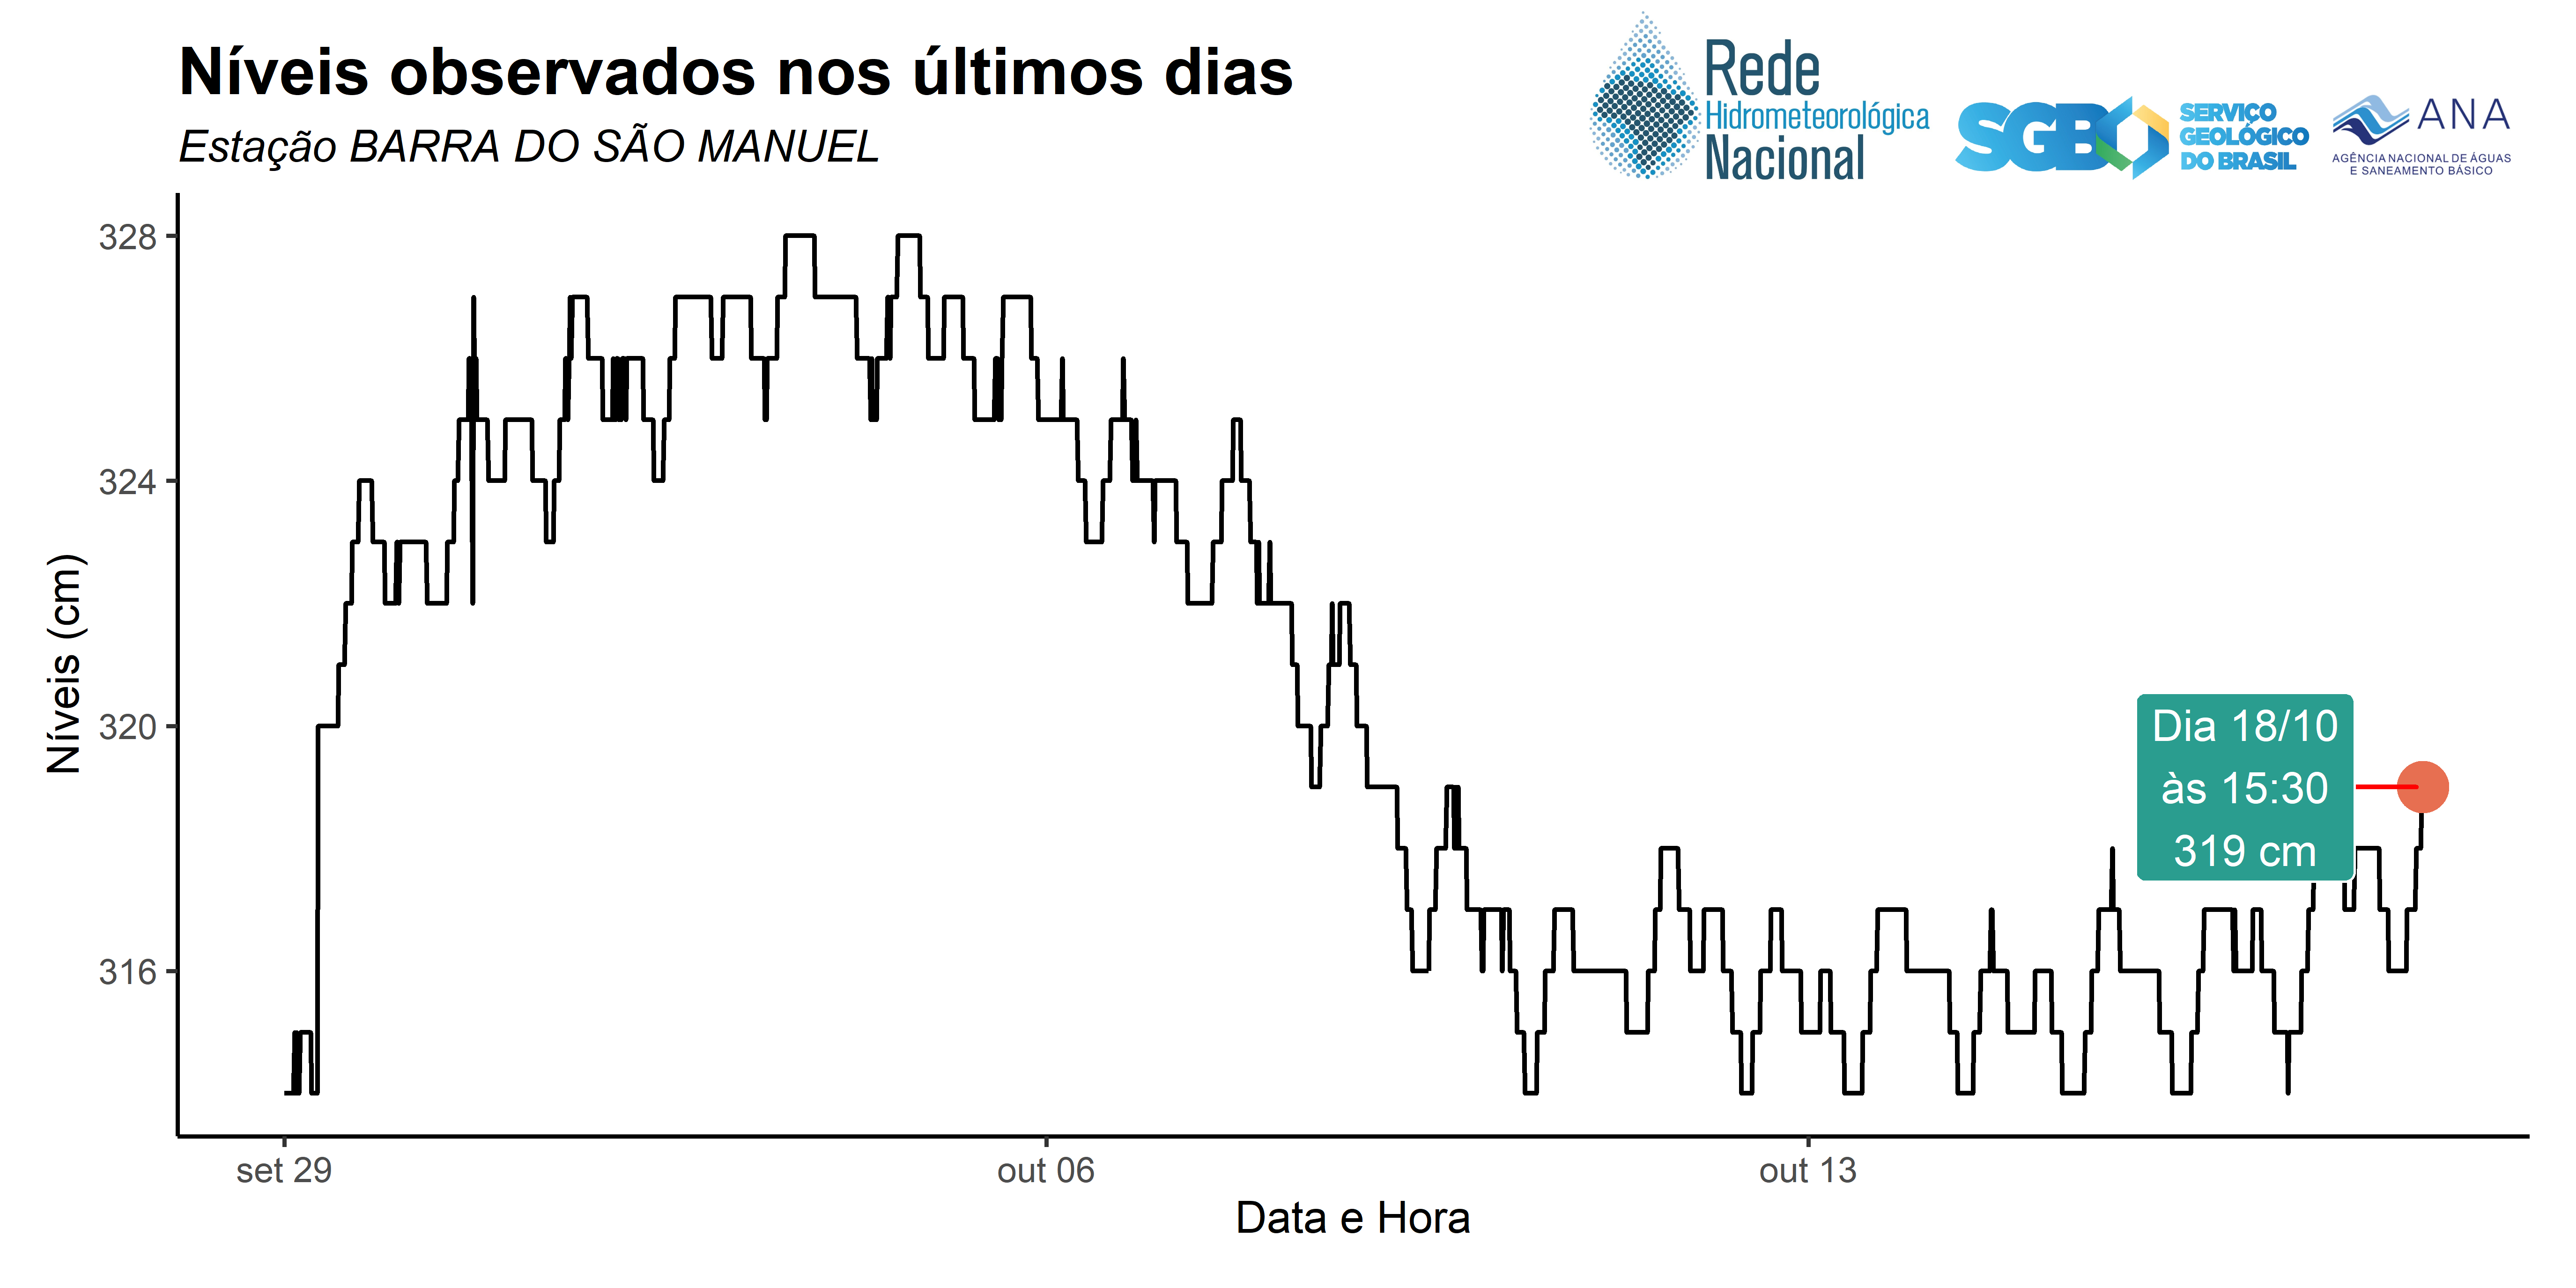 Níveis observados nos últimos dias
Estação BARRA DO SÃO MANUEL
Rede
Hidrometeorológica
Nacional
SGB
SERVIÇO
GEOLÓGICO
DO BRASIL
ANA
AGÊNCIA NACIONAL DE ÁGUAS
E SANEAMENTO BÁSICO
Níveis (cm)
328
324
320
316
Dia 18/10
às 15:30
319 cm
set 29
out 06
out 13
Data e Hora